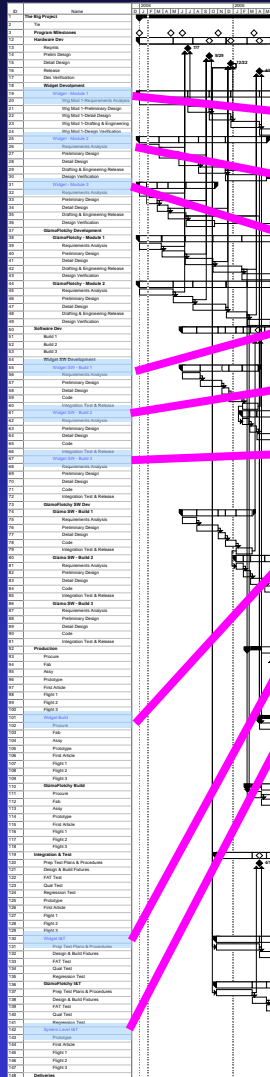 2004 2005
ID Name D J F M A M J J A S O N D J F M A M
1 The Big Project
2 Tie
3 Program Milestones
12 Hardware Dev
13 Reqmts
14 Prelim Design
15 Detail Design
16 Release
17 Dev Verification
18 Widget Development
19 Widget - Module 1
20 Wig Mod 1-Requirements Analysis
21 Wig Mod 1-Preliminary Design
22 Wig Mod 1-Detail Design
23 Wig Mod 1-Drafting & Engineering
24 Wig Mod 1-Design Verification
25 Widget - Module 2
26 Requirements Analysis
27 Preliminary Design
28 Detail Design
29 Drafting & Engineering Release
30 Design Verification
31 Widget - Module 3
32 Requirements Analysis
33 Preliminary Design
34 Detail Design
35 Drafting & Engineering Release
36 Design Verification
37 GizmoFlotchy Development
38 GizmoFlotchy - Module 1
39 Requirements Analysis
40 Preliminary Design
41 Detail Design
42 Drafting & Engineering Release
43 Design Verification
44 GizmoFlotchy - Module 2
45 Requirements Analysis
46 Preliminary Design
47 Detail Design
48 Drafting & Engineering Release
49 Design Verification
50 Software Dev
51 Build 1
52 Build 2
53 Build 3
54 Widget SW Development
55 Widget SW - Build 1
56 Requirements Analysis
57 Preliminary Design
58 Detail Design
59 Code
60 Integration Test & Release
61 Widget SW - Build 2
62 Requirements Analysis
63 Preliminary Design
64 Detail Design
65 Code
66 Integration Test & Release
67 Widget SW - Build 3
68 Requirements Analysis
69 Preliminary Design
70 Detail Design
71 Code
72 Integration Test & Release
73 GizmoFlotchy SW Dev
74 Gizmo SW - Build 1
75 Requirements Analysis
76 Preliminary Design
77 Detail Design
78 Code
79 Integration Test & Release
80 Gizmo SW - Build 2
81 Requirements Analysis
82 Preliminary Design
83 Detail Design
84 Code
85 Integration Test & Release
86 Gizmo SW - Build 3
87 Requirements Analysis
88 Preliminary Design
89 Detail Design
90 Code
91 Integration Test & Release
92 Production
93 Procure
94 Fab
95 Assy
96 Prototype
97 First Article
98 Flight 1
99 Flight 2
100 Flight 3
101 Widget Build
102 Procure
103 Fab
104 Assy
105 Prototype
106 First Article
107 Flight 1
108 Flight 2
109 Flight 3
110 GizmoFlotchy Build
111 Procure
112 Fab
113 Assy
114 Prototype
115 First Article
116 Flight 1
117 Flight 2
118 Flight 3
119 Integration & Test
120 Prep Test Plans & Procedures
121 Design & Build Fixtures
122 FAT Test
123 Qual Test
124 Regression Test
125 Prototype
126 First Article
127 Flight 1
128 Flight 2
129 Flight 3
130 Widget I&T
131 Prep Test Plans & Procedures
132 Design & Build Fixtures
133 FAT Test
134 Qual Test
135 Regression Test
136 GizmoFlotchy I&T
137 Prep Test Plans & Procedures
138 Design & Build Fixtures
139 FAT Test
140 Qual Test
141 Regression Test
142 System Level I&T
143 Prototype
144 First Article
145 Flight 1
146 Flight 2
147 Flight 3
148 Deliveries
7/7
9/29
12/22